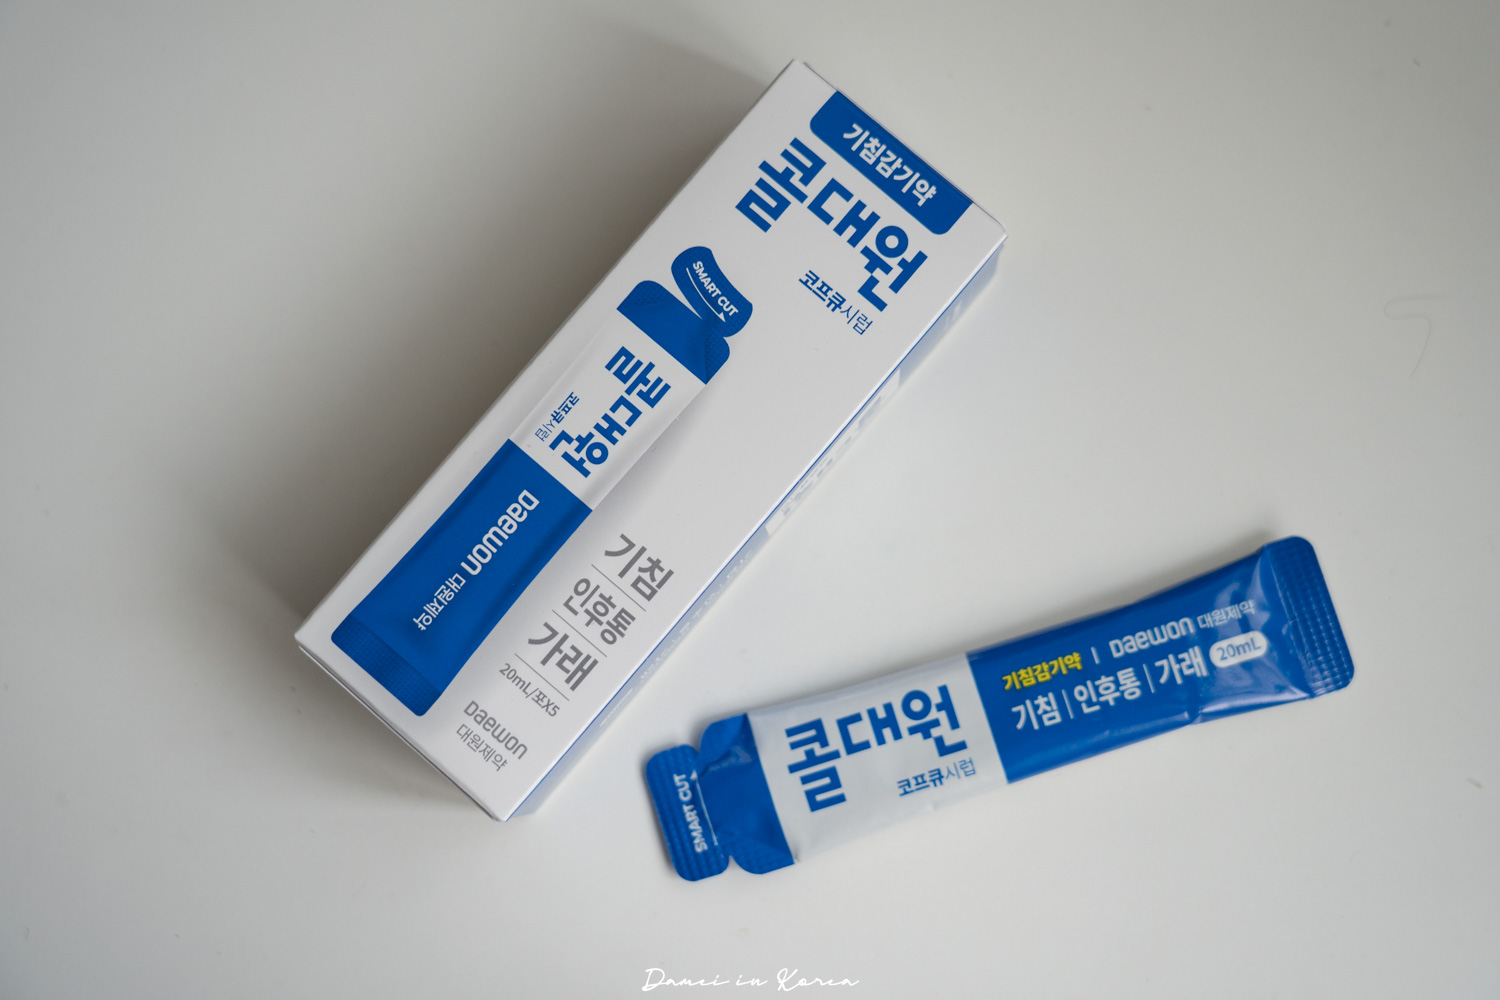 기침감기약
콜대원
코프큐시럽
SMART CUT
콜대원
코프큐시럽
Daewon 대원제약
기침
인후통
가래
20mL/포X5
Daewon
대원제약
SMART CUT
콜대원
코프큐시럽
기침감기약 | Daewon 대원제약
기침 | 인후통 | 가래 20mL
Damei in Korea